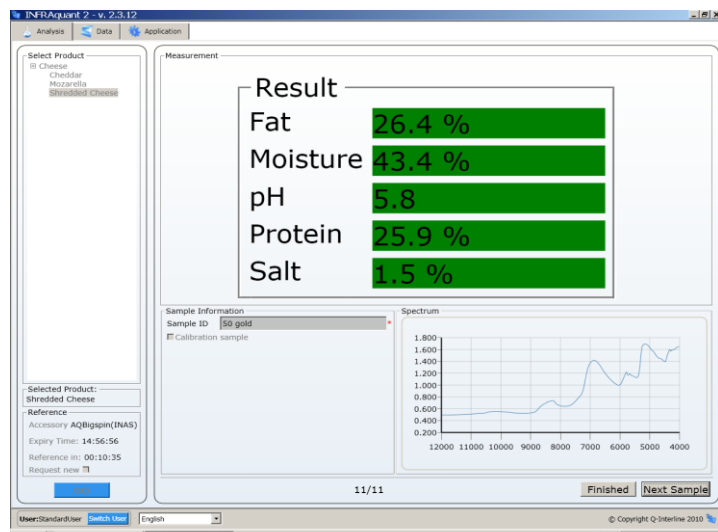 INFRAquant 2 - v. 2.3.12
Analysis Data Application
Select Product
Cheese
Cheddar
Mozarella
Shredded Cheese
Selected Product:
Shredded Cheese
Reference
Accessory AQBigspin(INAS)
Expiry Time: 14:56:56
Reference in: 00:10:35
Request new
Measurement
Result
Fat 26.4 %
Moisture 43.4 %
pH 5.8
Protein 25.9 %
Salt 1.5 %
Sample Information
Sample ID 50 gold *
Calibration sample
Spectrum
1.800
1.600
1.400
1.200
1.000
0.800
0.600
0.400
0.200
12000 11000 10000 9000 8000 7000 6000 5000 4000
11/11
Finished Next Sample
User:StandardUser Switch User English © Copyright Q-Interline 2010